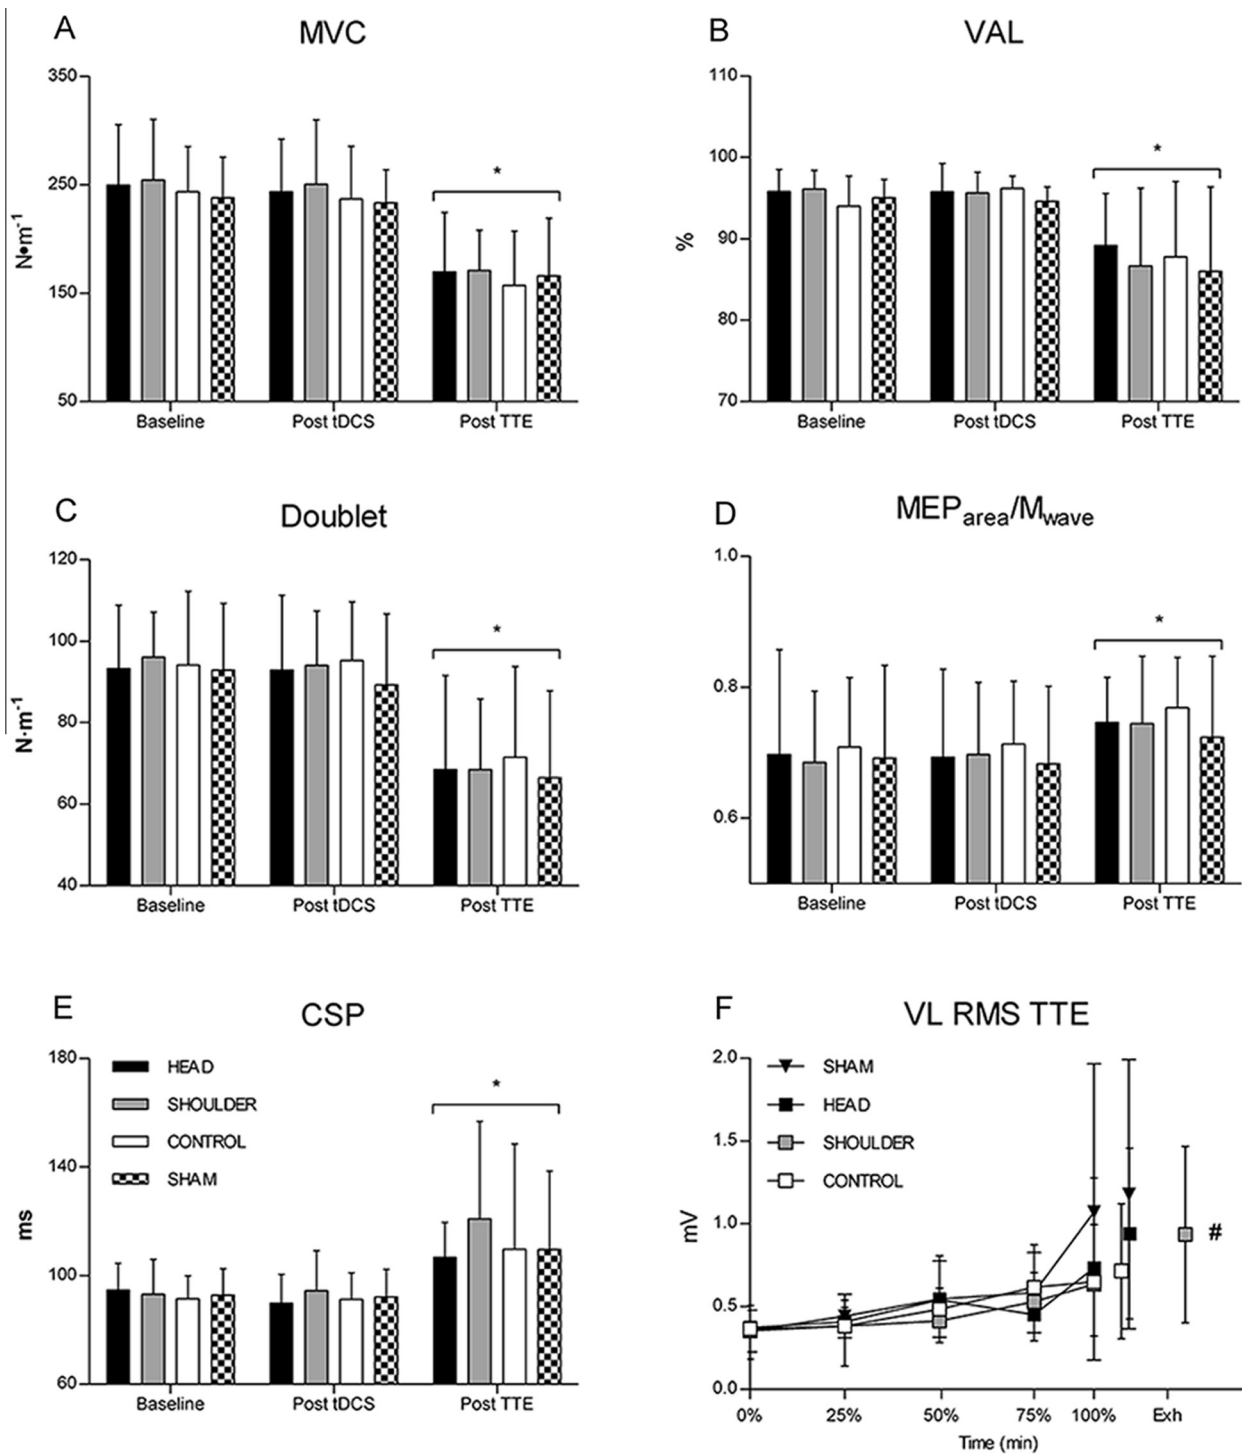 A
MVC
350
250
150
50
N•m-1
*
Baseline
Post tDCS
Post TTE
B
VAL
110
100
90
80
70
%
*
Baseline
Post tDCS
Post TTE
C
Doublet
120
100
80
60
40
N·m-1
*
Baseline
Post tDCS
Post TTE
D
MEParea/Mwave
1.0
0.8
0.6
*
Baseline
Post tDCS
Post TTE
E
CSP
180
140
100
60
ms
HEAD
SHOULDER
CONTROL
SHAM
*
Baseline
Post tDCS
Post TTE
F
VL RMS TTE
2.0
1.5
1.0
0.5
0.0
mV
SHAM
HEAD
SHOULDER
CONTROL
#
0%
25%
50%
75%
100%
Exh
Time (min)